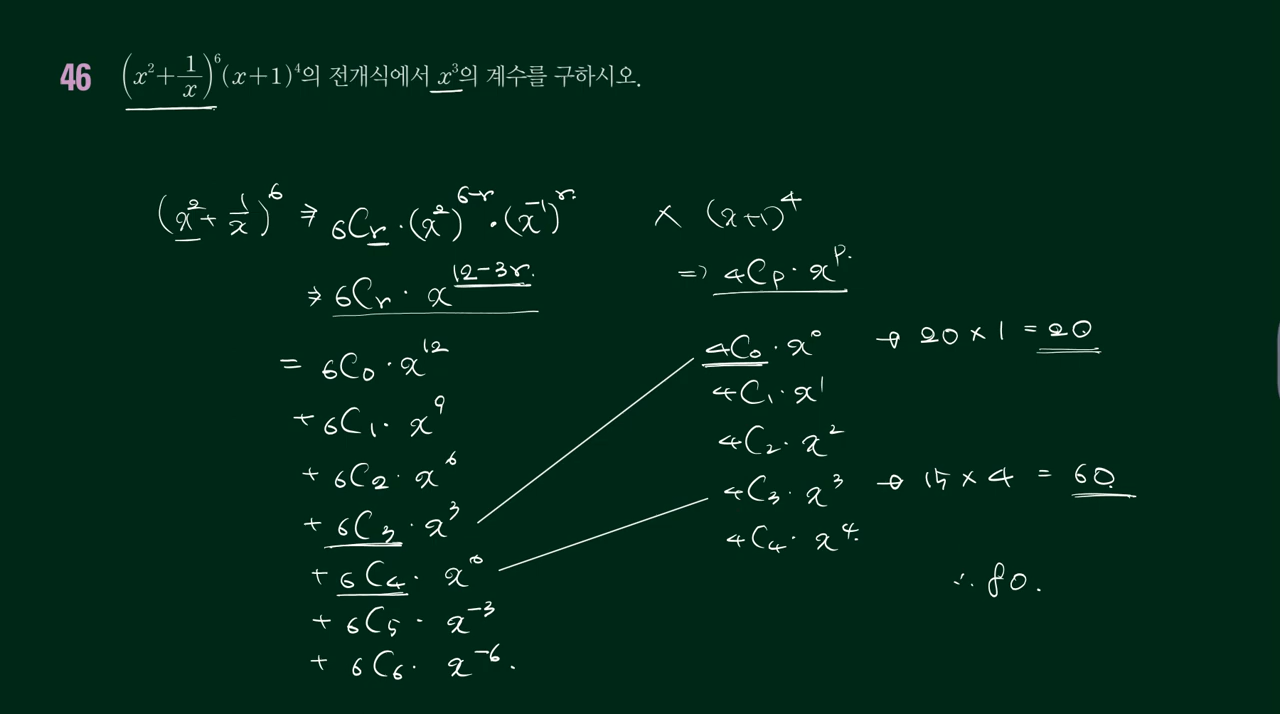 46 (x² + 1/x)⁶(x+1)⁴의 전개식에서 x³의 계수를 구하시오.
(x² + 1/x)⁶ ⇒ ₆Cᵣ · (x²)⁶⁻ʳ · (x⁻¹)ʳ. × (x+1)⁴
⇒ ₆Cᵣ · x¹²⁻³ʳ. => ₄Cₚ · xᵖ.
= ₆C₀ · x¹² ₄C₀ · x⁰ → 20 × 1 = 20
+ ₆C₁ · x⁹ ₄C₁ · x¹
+ ₆C₂ · x⁶ ₄C₂ · x²
+ ₆C₃ · x³ ₄C₃ · x³ → 15 × 4 = 60
+ ₆C₄ · x⁰ ₄C₄ · x⁴.
+ ₆C₅ · x⁻³ ∴ 80.
+ ₆C₆ · x⁻⁶.